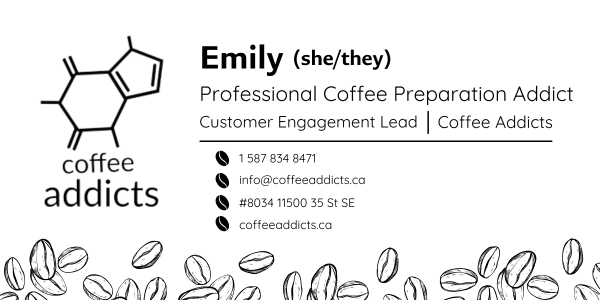 Emily (she/they)
Professional Coffee Preparation Addict
Customer Engagement Lead | Coffee Addicts
coffee
addicts
1 587 834 8471
info@coffeeaddicts.ca
#8034 11500 35 St SE
coffeeaddicts.ca